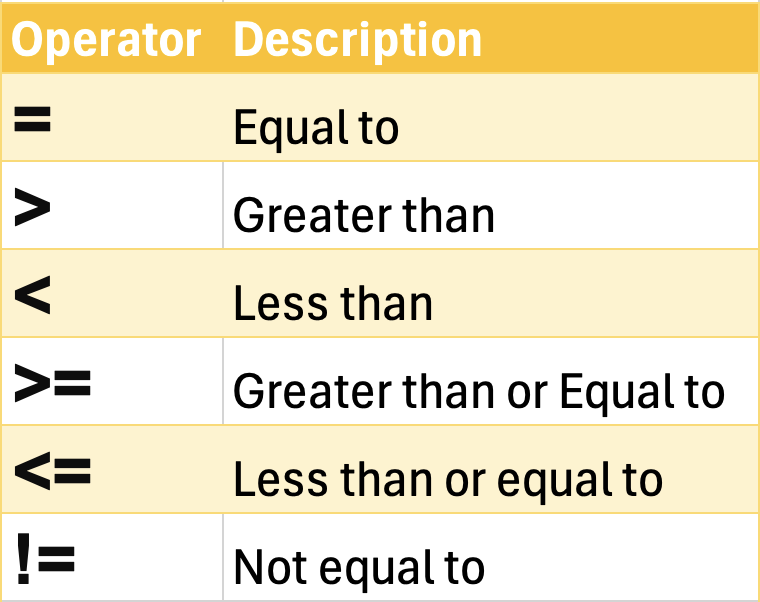 Operator Description
= Equal to
> Greater than
< Less than
>= Greater than or Equal to
<= Less than or equal to
!= Not equal to